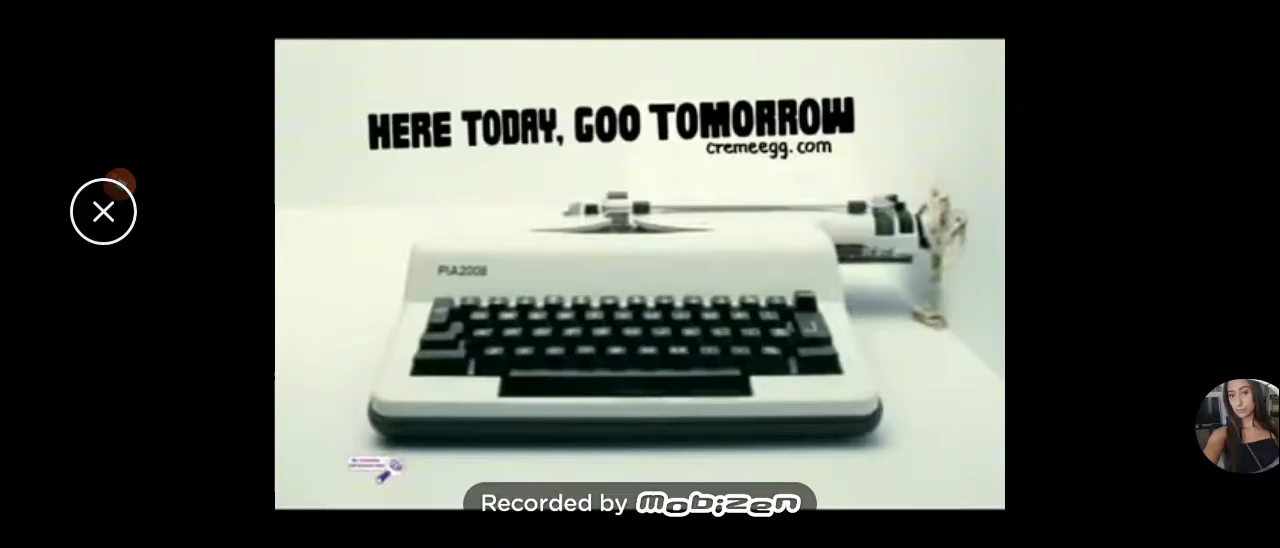 HERE TODAY, GOO TOMORROW
cremeegg.com
PIA2008
Recorded by mobizen